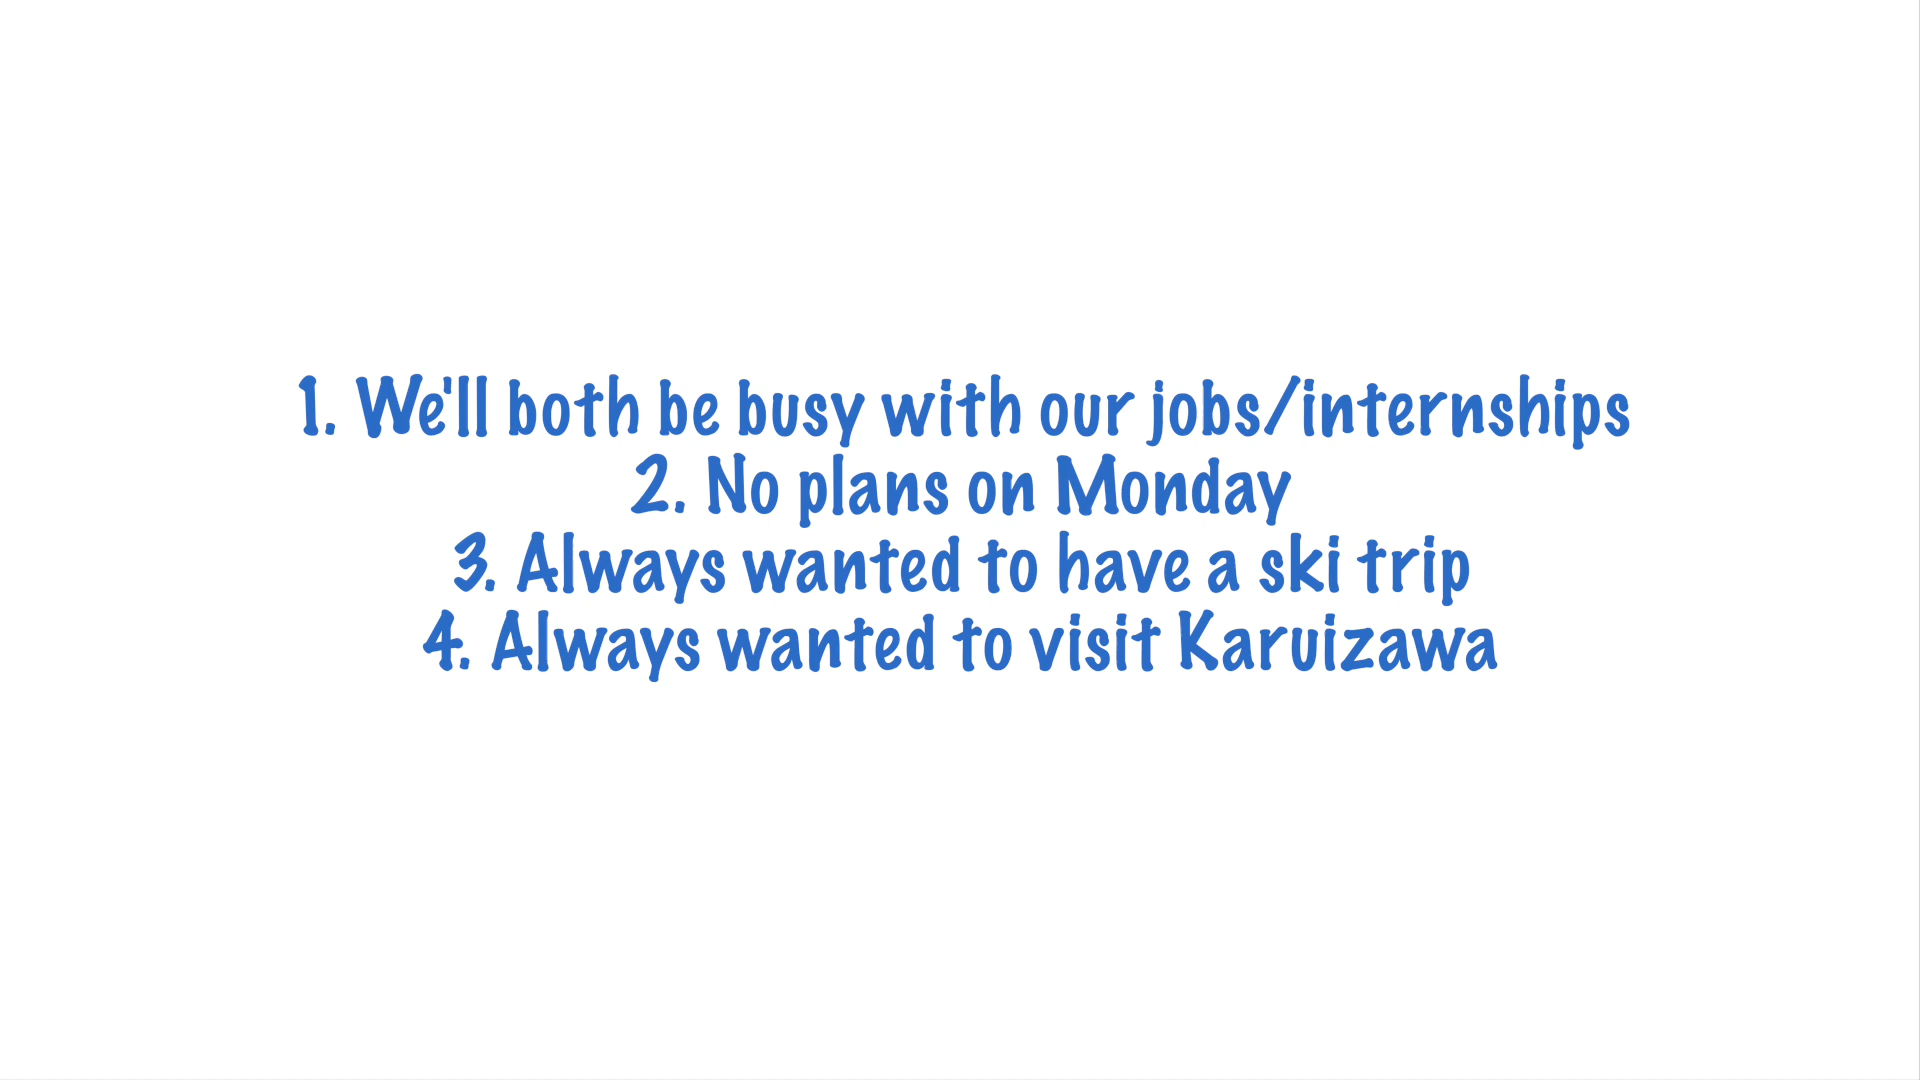 1. We'll both be busy with our jobs/internships
2. No plans on Monday
3. Always wanted to have a ski trip
4. Always wanted to visit Karuizawa